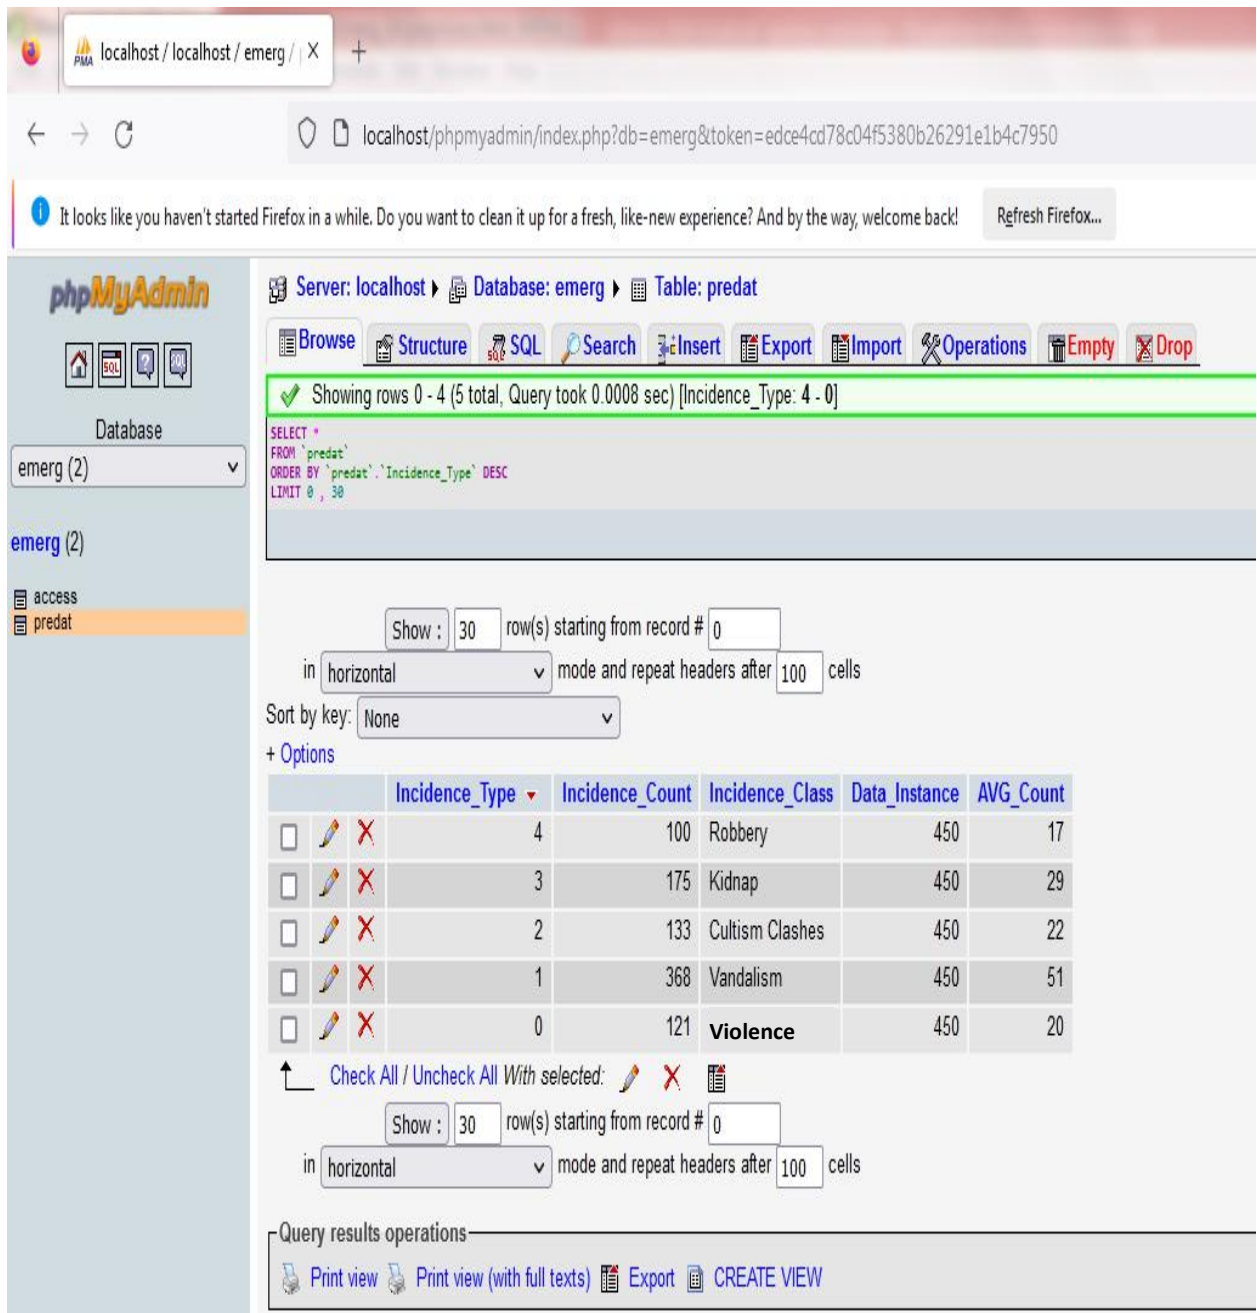 localhost / localhost / emerg / | X +
localhost/phpmyadmin/index.php?db=emerg&token=edce4cd78c04f5380b26291e1b4c7950
It looks like you haven't started Firefox in a while. Do you want to clean it up for a fresh, like-new experience? And by the way, welcome back! Refresh Firefox...
phpMyAdmin
Server: localhost Database: emerg Table: predat
Browse Structure SQL Search Insert Export Import Operations Empty Drop
Showing rows 0 - 4 (5 total, Query took 0.0008 sec) [Incidence_Type: 4 - 0]
Database
emerg (2)
SELECT *
FROM `predat`
ORDER BY `predat`.`Incidence_Type` DESC
LIMIT 0 , 30
emerg (2)
access
predat
Show : 30 row(s) starting from record # 0
in horizontal mode and repeat headers after 100 cells
Sort by key: None
+ Options
Incidence_Type Incidence_Count Incidence_Class Data_Instance AVG_Count
4 100 Robbery 450 17
3 175 Kidnap 450 29
2 133 Cultism Clashes 450 22
1 368 Vandalism 450 51
0 121 Violence 450 20
Check All / Uncheck All With selected:
Show : 30 row(s) starting from record # 0
in horizontal mode and repeat headers after 100 cells
Query results operations
Print view Print view (with full texts) Export CREATE VIEW